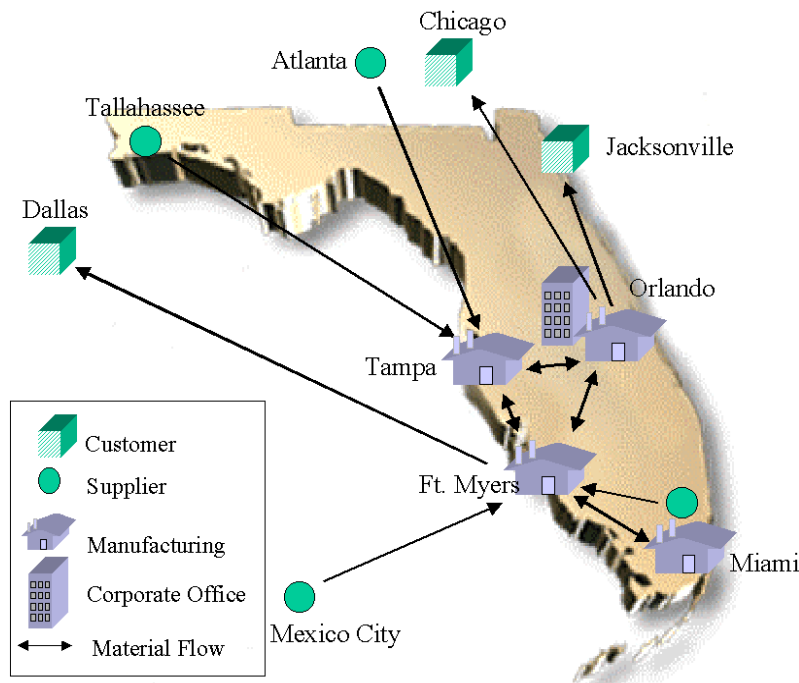 Chicago
Atlanta
Tallahassee
Jacksonville
Dallas
Orlando
Tampa
Ft. Myers
Miami
Mexico City
Customer
Supplier
Manufacturing
Corporate Office
Material Flow